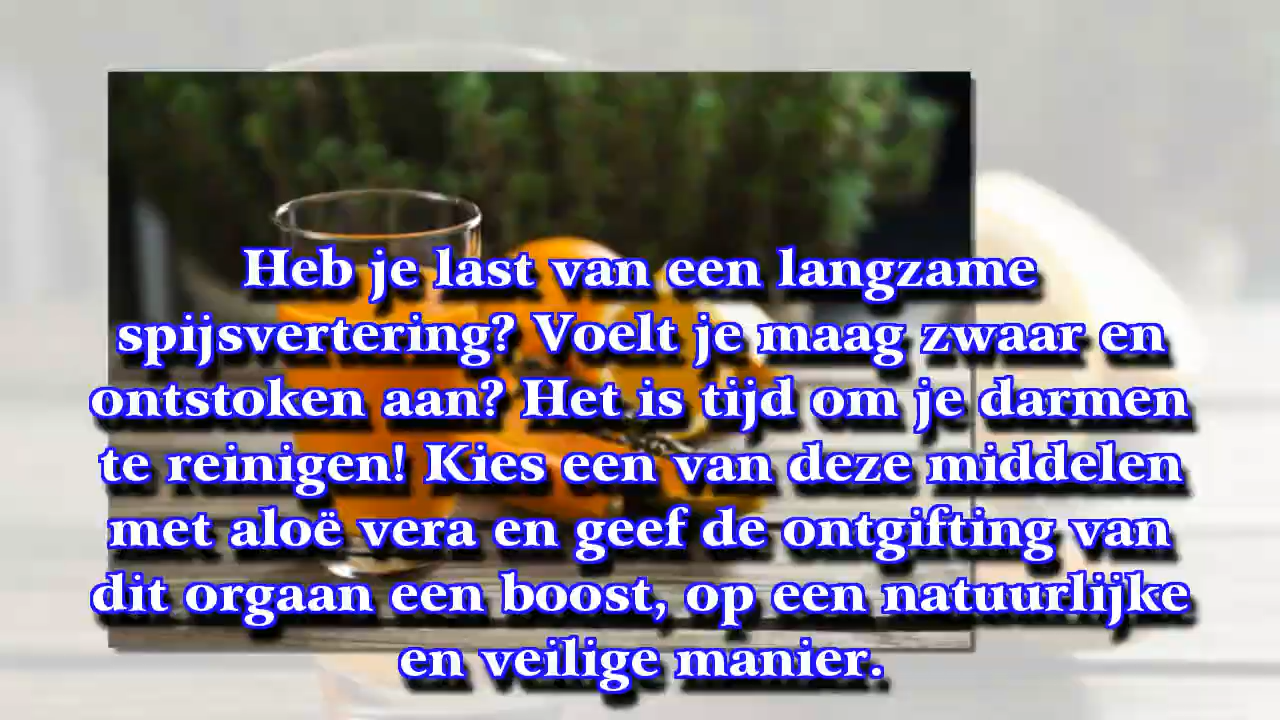 Heb je last van een langzame
spijsvertering? Voelt je maag zwaar en
ontstoken aan? Het is tijd om je darmen
te reinigen! Kies een van deze middelen
met aloë vera en geef de ontgifting van
dit orgaan een boost, op een natuurlijke
en veilige manier.